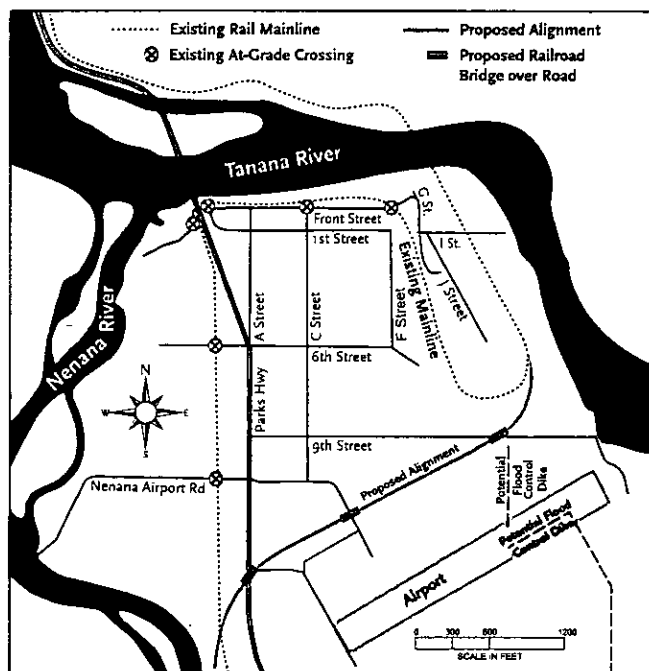 Existing Rail Mainline
Existing At-Grade Crossing
Proposed Alignment
Proposed Railroad
Bridge over Road
Tanana River
Nenana River
Front Street
1st Street
G St.
I St.
J Street
Existing Mainline
A Street
C Street
F Street
6th Street
Parks Hwy
N
W
E
S
9th Street
Nenana Airport Rd
Proposed Alignment
Potential
Flood
Control
Dike
Potential Flood
Control Dike
Airport
0 300 600 1200
SCALE IN FEET